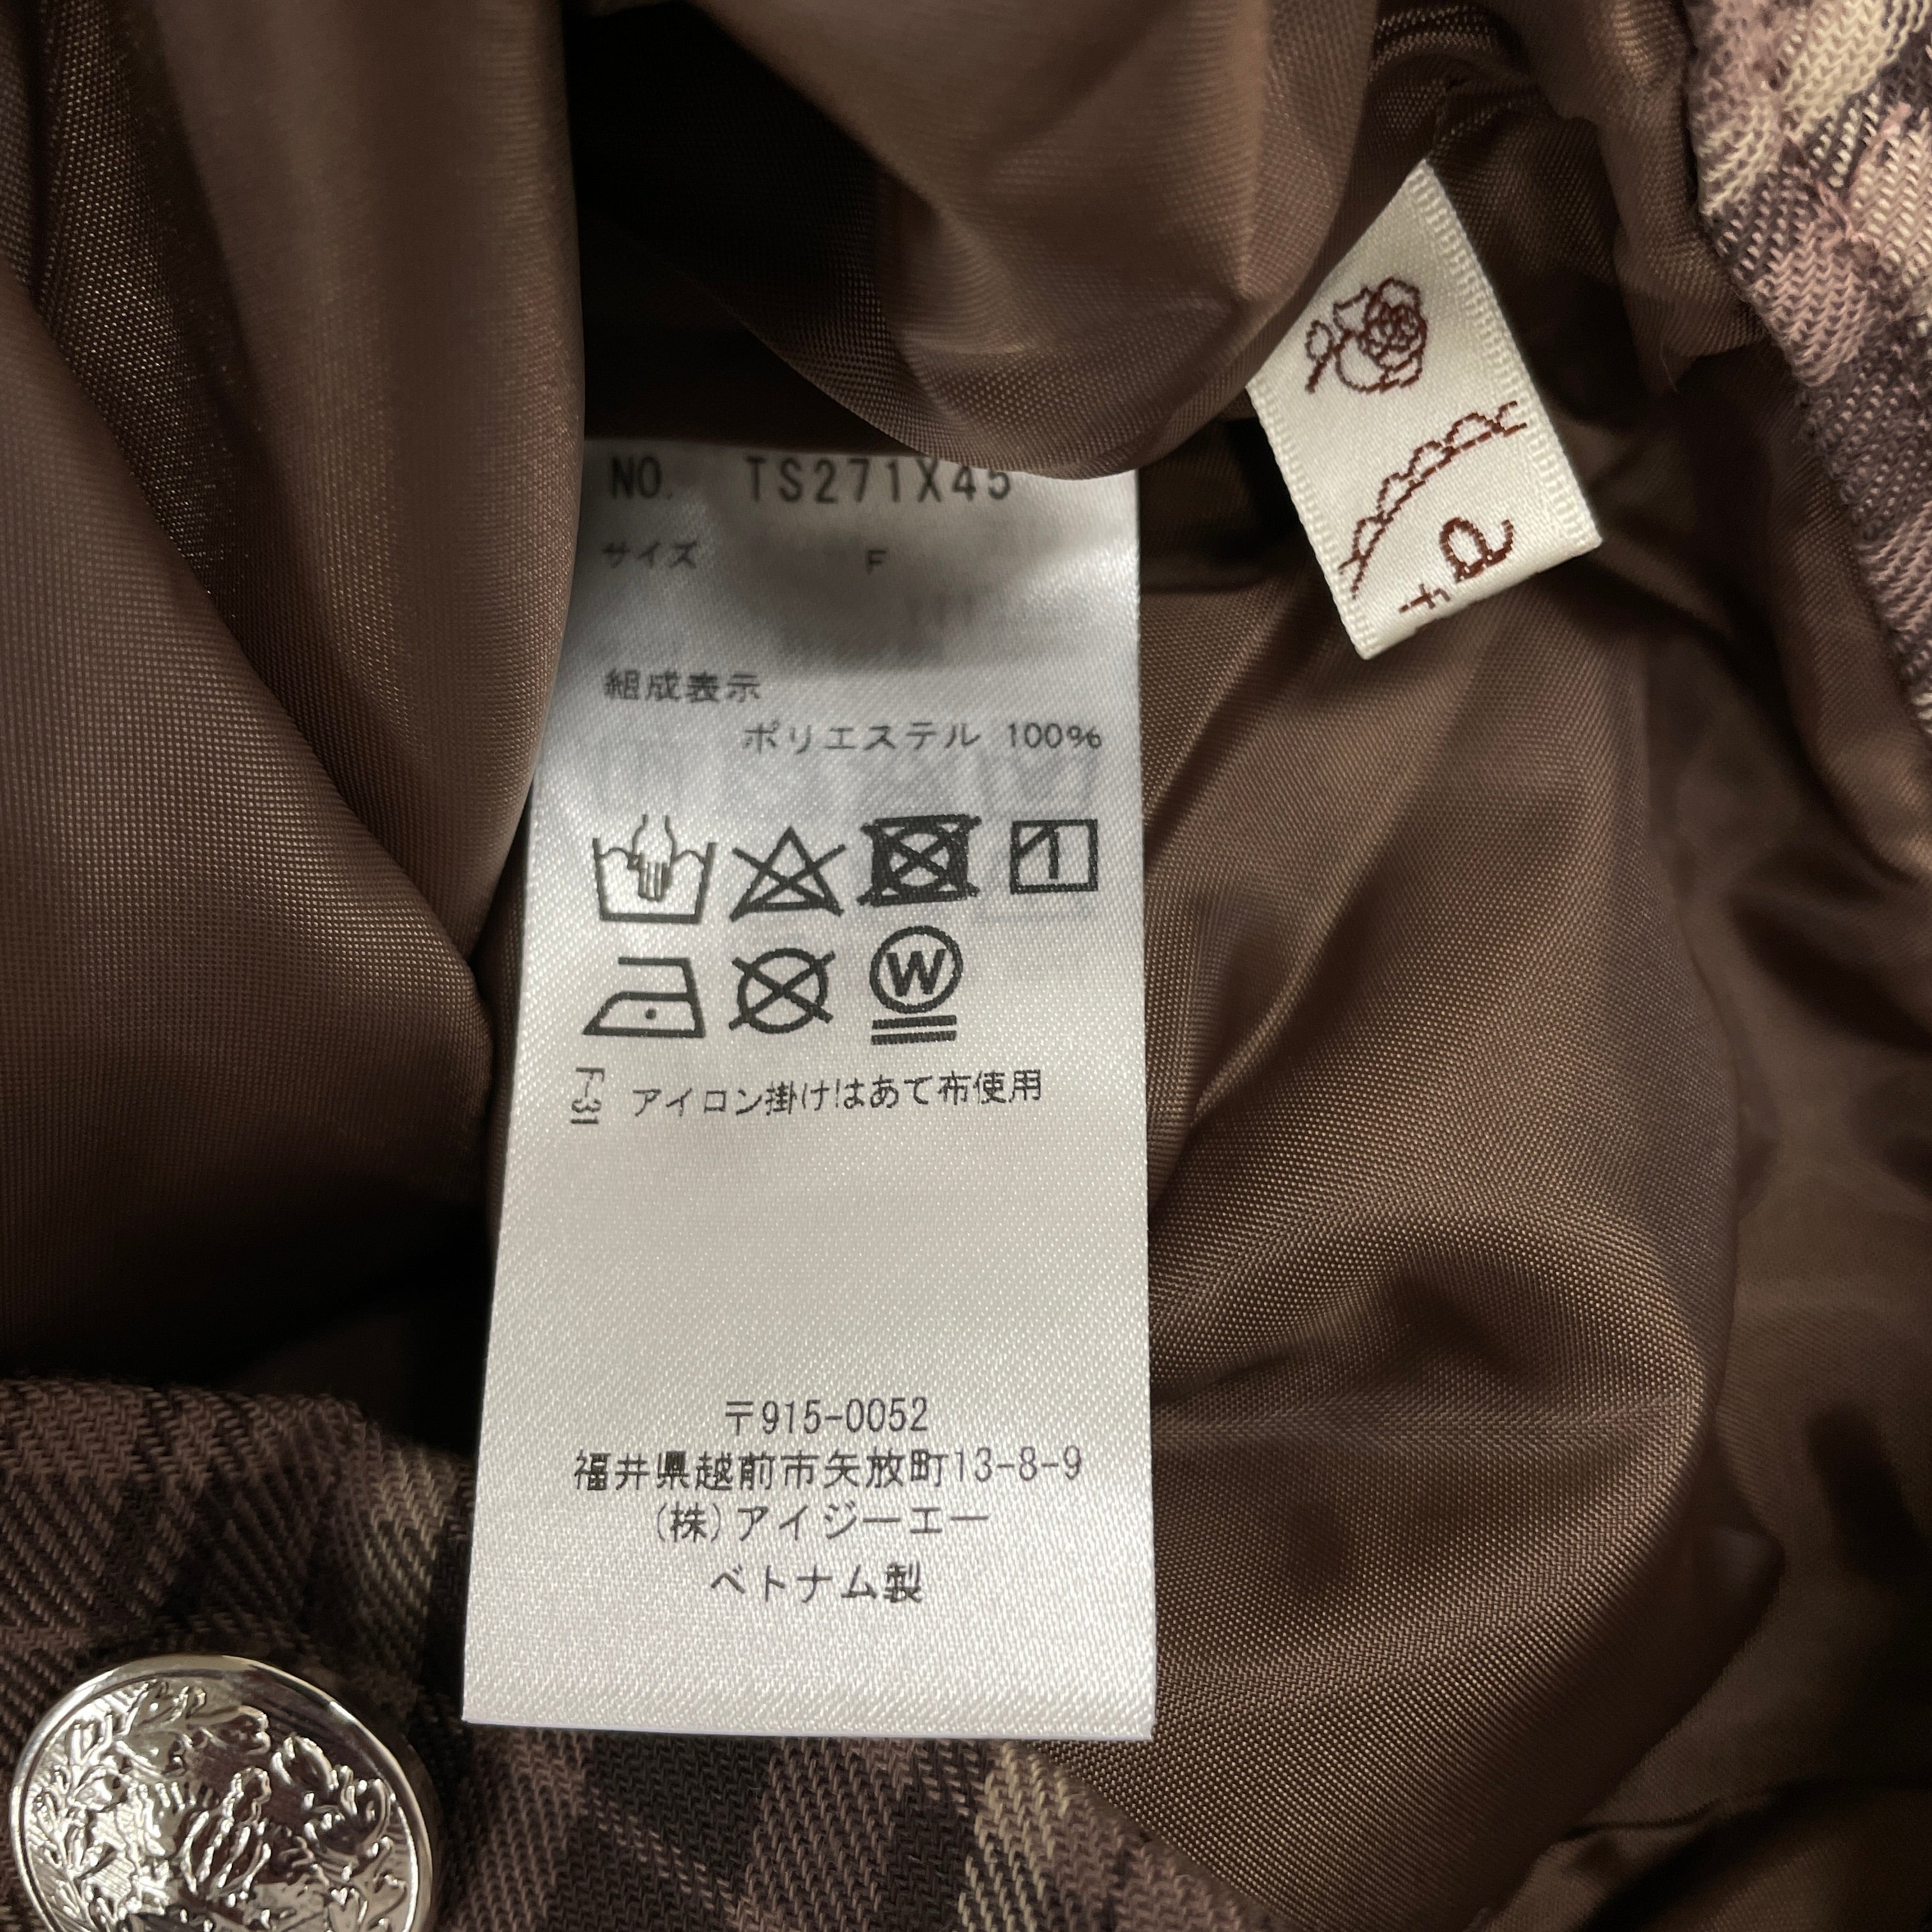 NO. TS271X45
サイズ F
組成表示
ポリエステル 100%
W
F-31 アイロン掛けはあて布使用
〒915-0052
福井県越前市矢放町13-8-9
(株)アイジーエー
ベトナム製
a